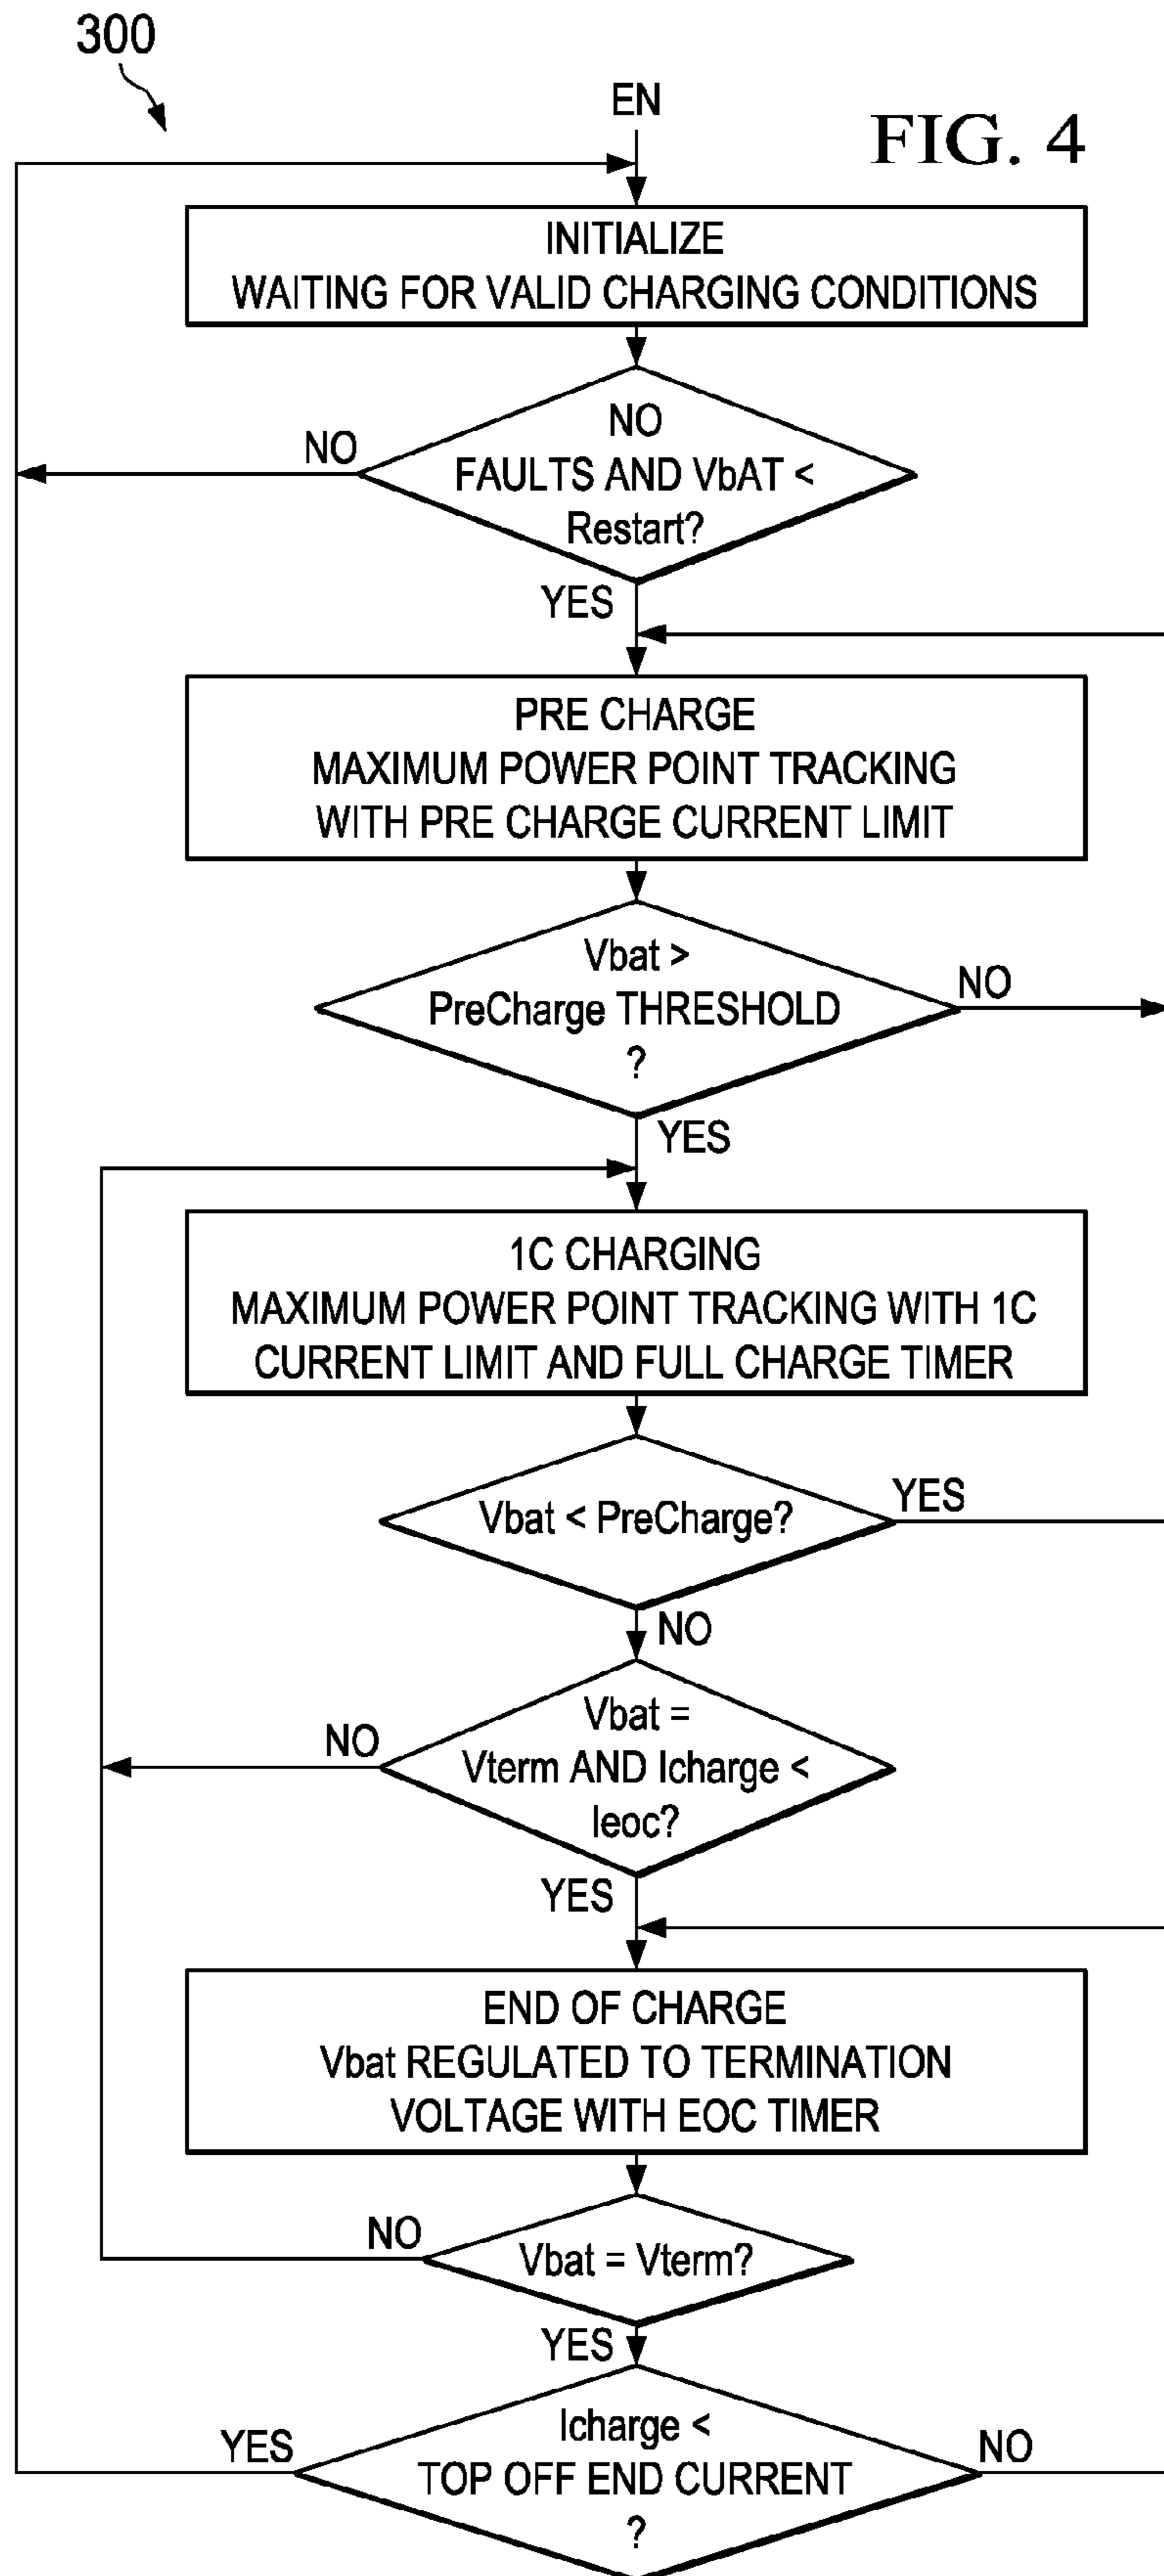 300
EN
FIG. 4
INITIALIZE
WAITING FOR VALID CHARGING CONDITIONS
NO
NO
FAULTS AND VbAT <
Restart?
YES
PRE CHARGE
MAXIMUM POWER POINT TRACKING
WITH PRE CHARGE CURRENT LIMIT
Vbat >
PreCharge THRESHOLD
?
NO
YES
1C CHARGING
MAXIMUM POWER POINT TRACKING WITH 1C
CURRENT LIMIT AND FULL CHARGE TIMER
Vbat < PreCharge?
YES
NO
NO
Vbat =
Vterm AND Icharge <
Ieoc?
YES
END OF CHARGE
Vbat REGULATED TO TERMINATION
VOLTAGE WITH EOC TIMER
NO
Vbat = Vterm?
YES
YES
Icharge <
TOP OFF END CURRENT
?
NO